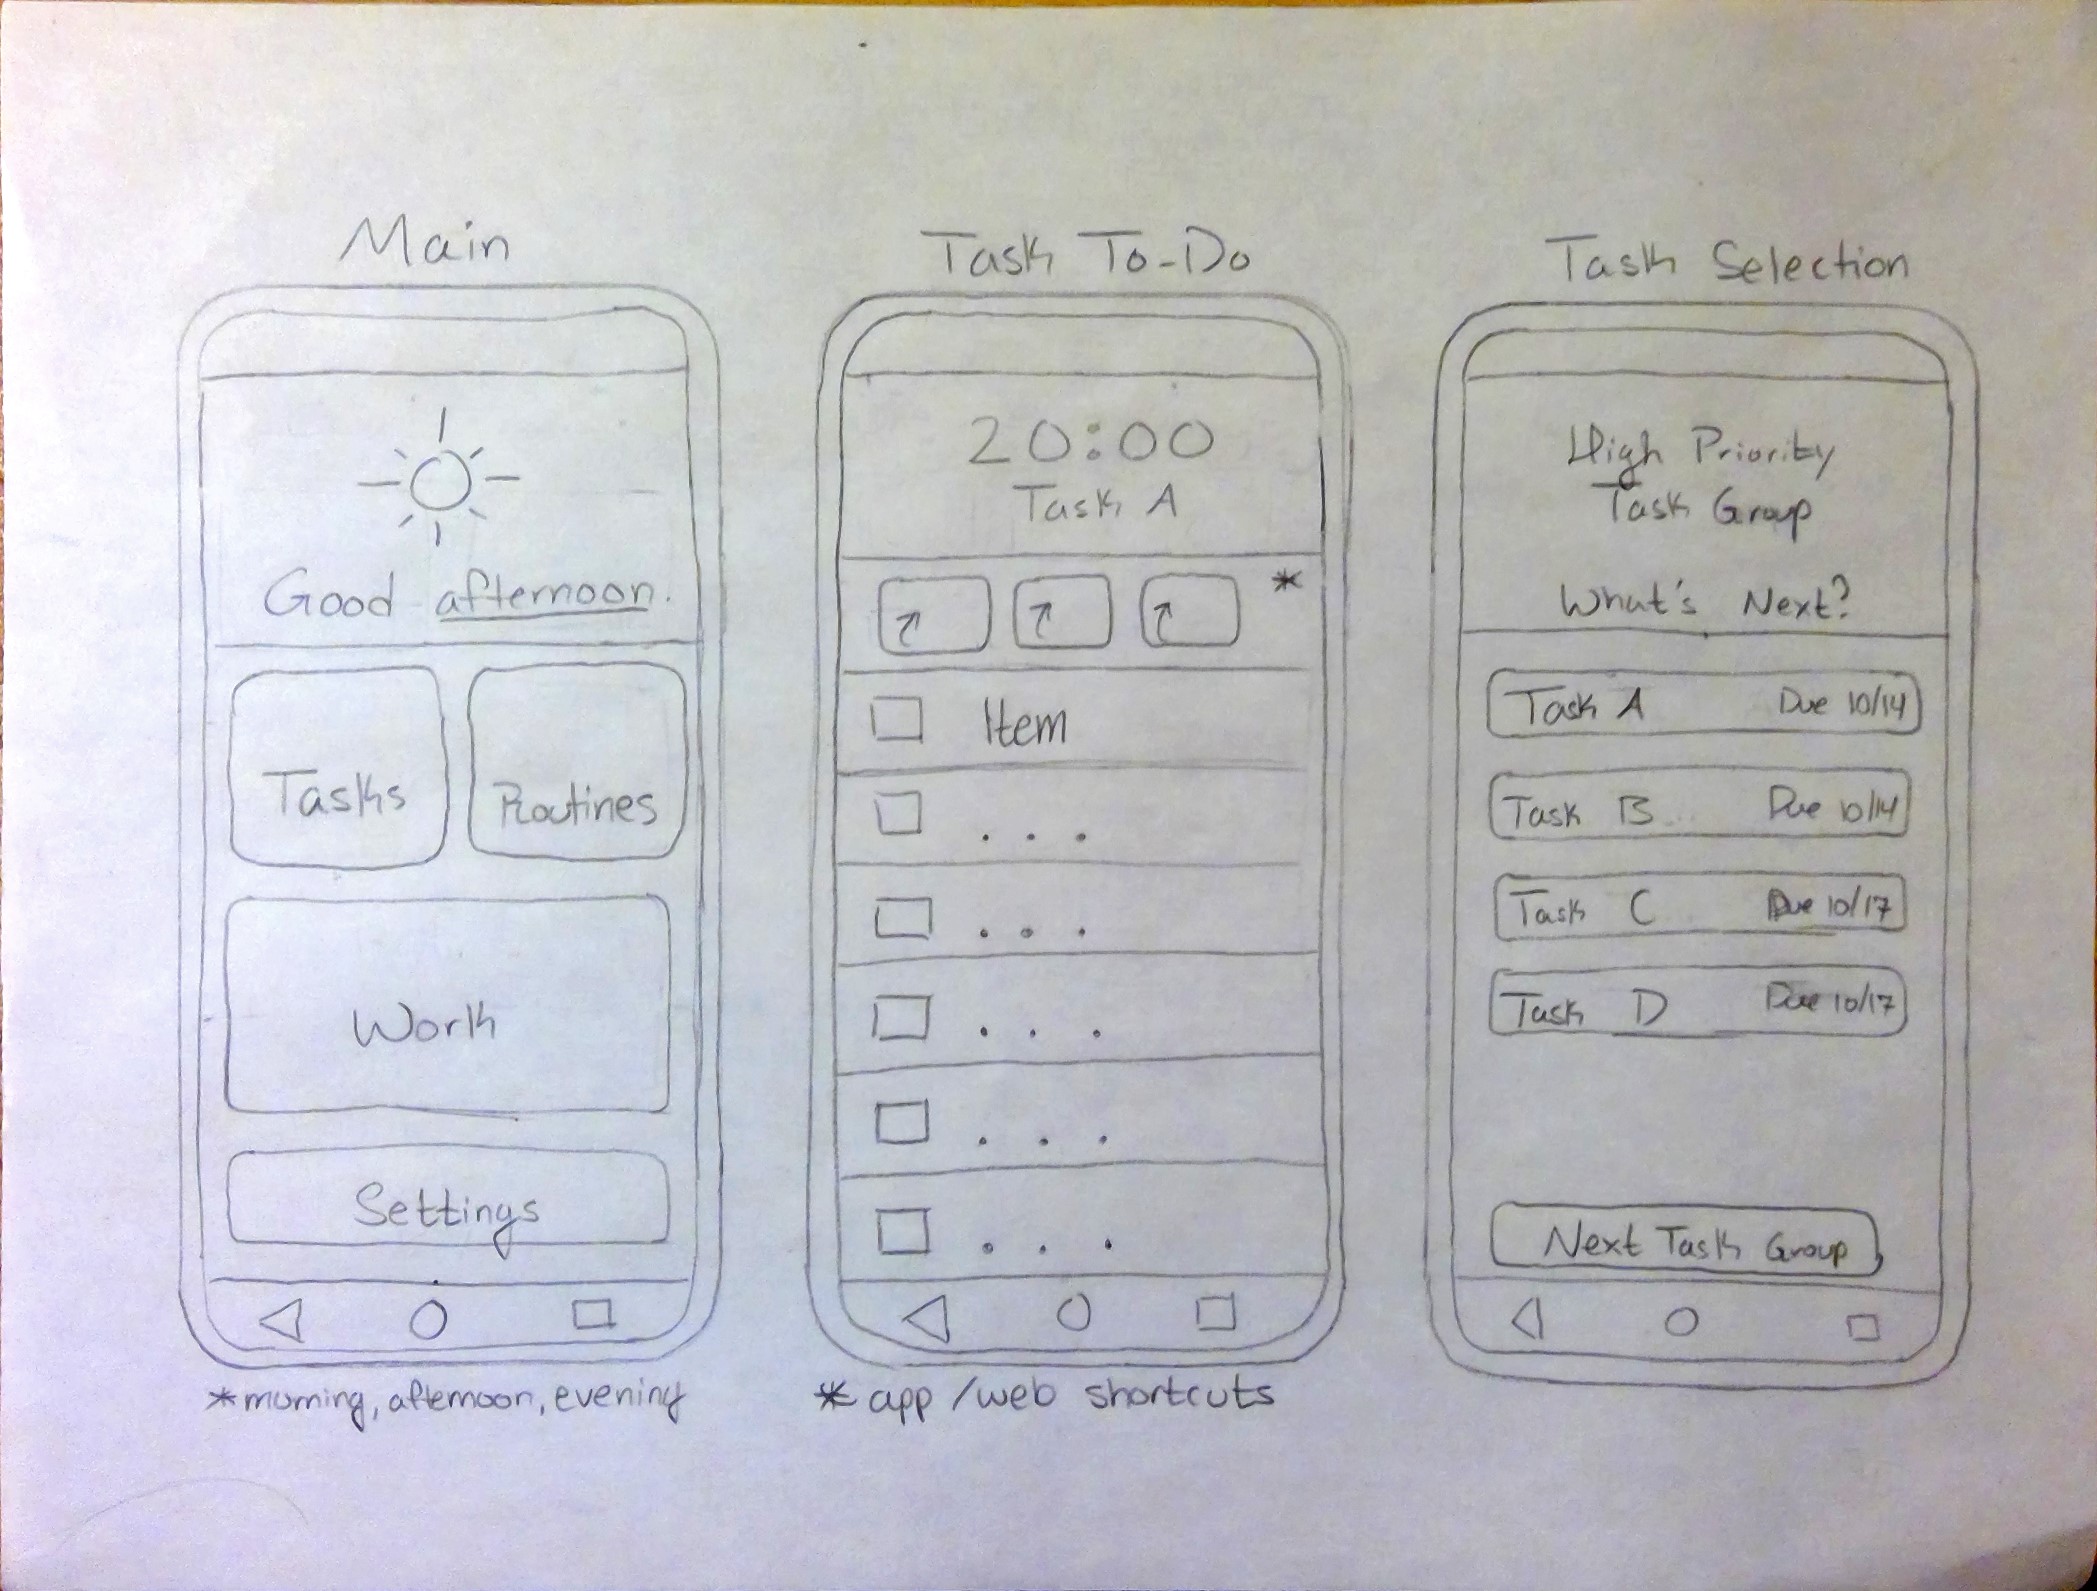 Main
Good afternoon.
Tasks
Routines
Work
Settings
*morning, afternoon, evening
Task To-Do
20:00
Task A
*
Item
. . .
. . .
. . .
. . .
. . .
* app/web shortcuts
Task Selection
High Priority
Task Group
What's Next?
Task A Due 10/14
Task B Due 10/14
Task C Due 10/17
Task D Due 10/17
Next Task Group